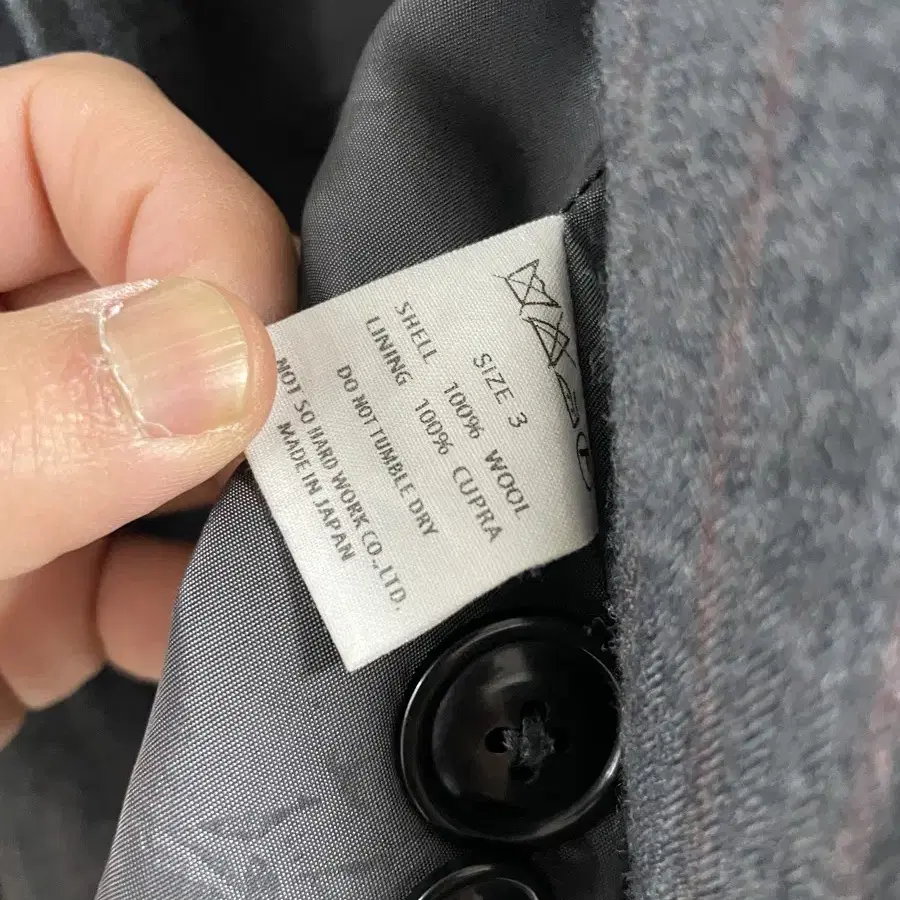 SIZE 3
SHELL 100% WOOL
LINING 100% CUPRA
DO NOT TUMBLE DRY
NOT SO HARD WORK CO.,LTD.
MADE IN JAPAN